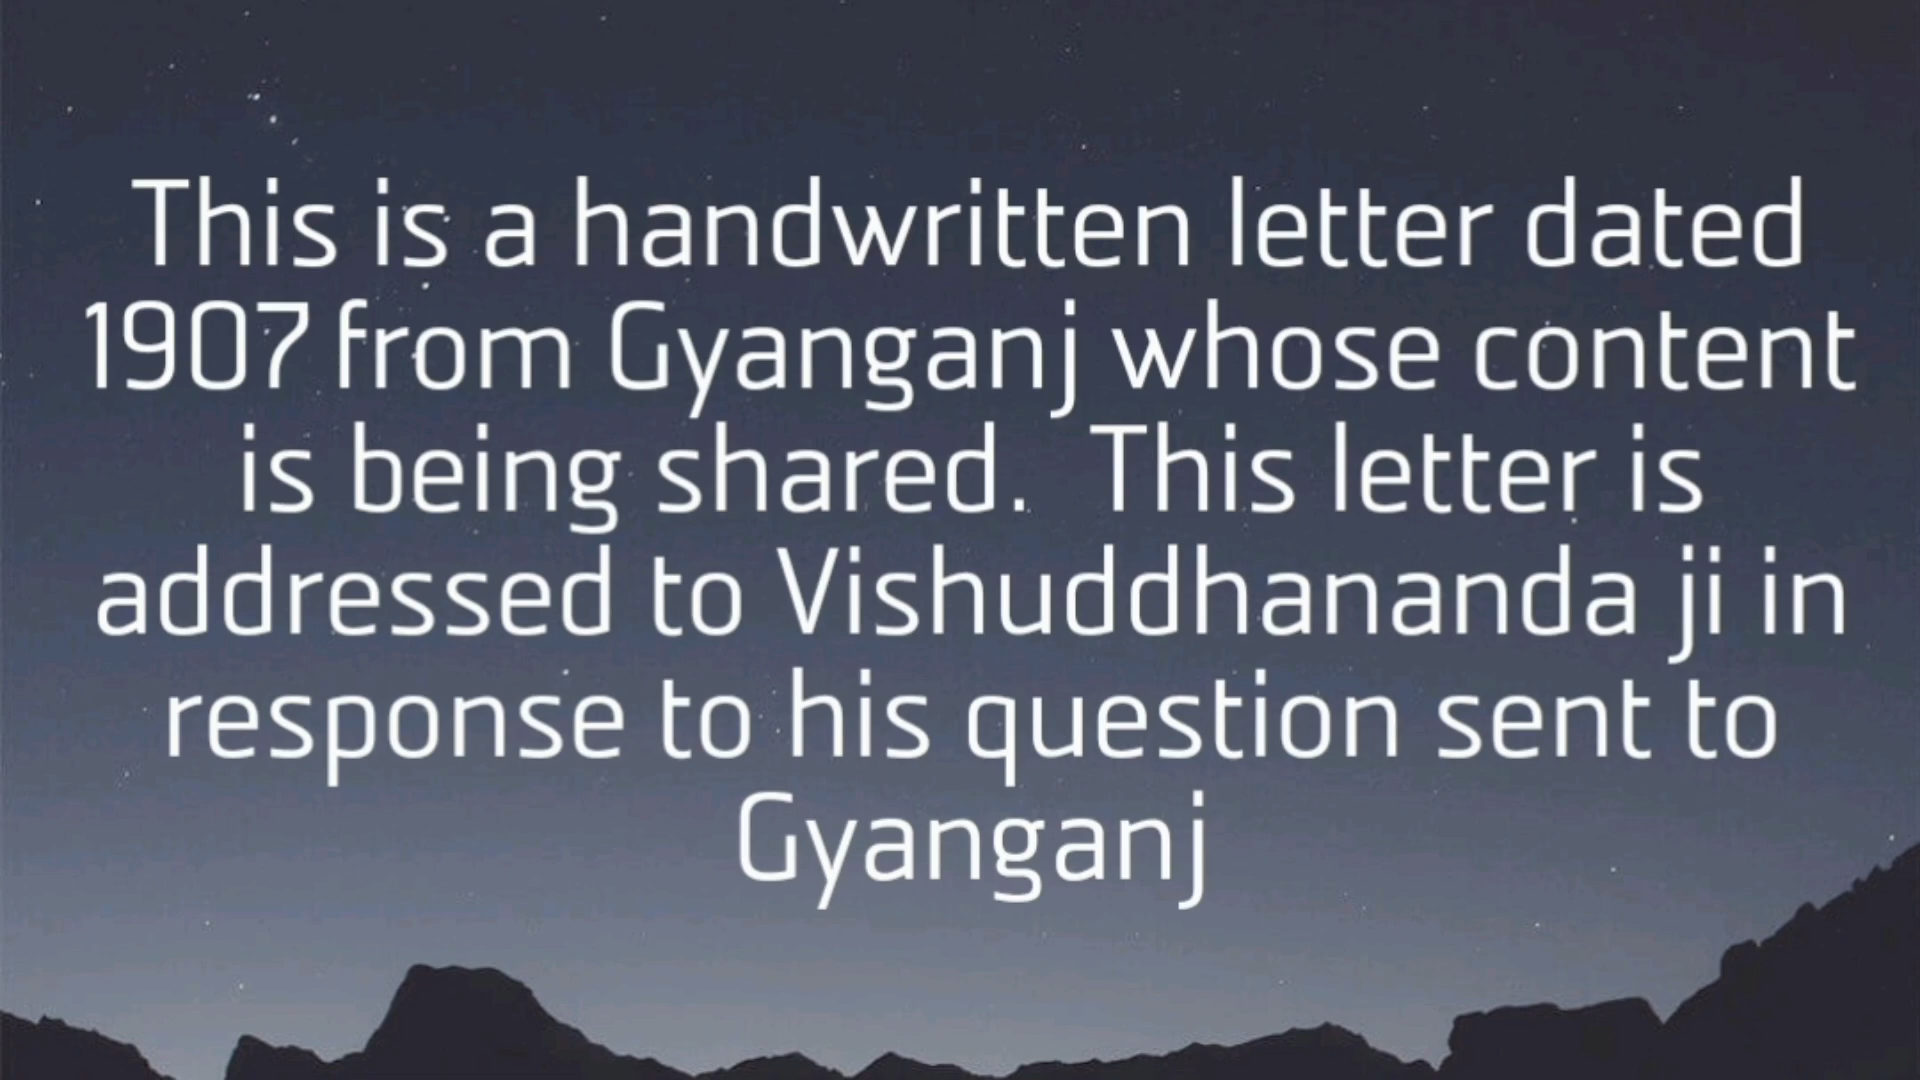 This is a handwritten letter dated
1907 from Gyanganj whose content
is being shared.  This letter is
addressed to Vishuddhananda ji in
response to his question sent to
Gyanganj